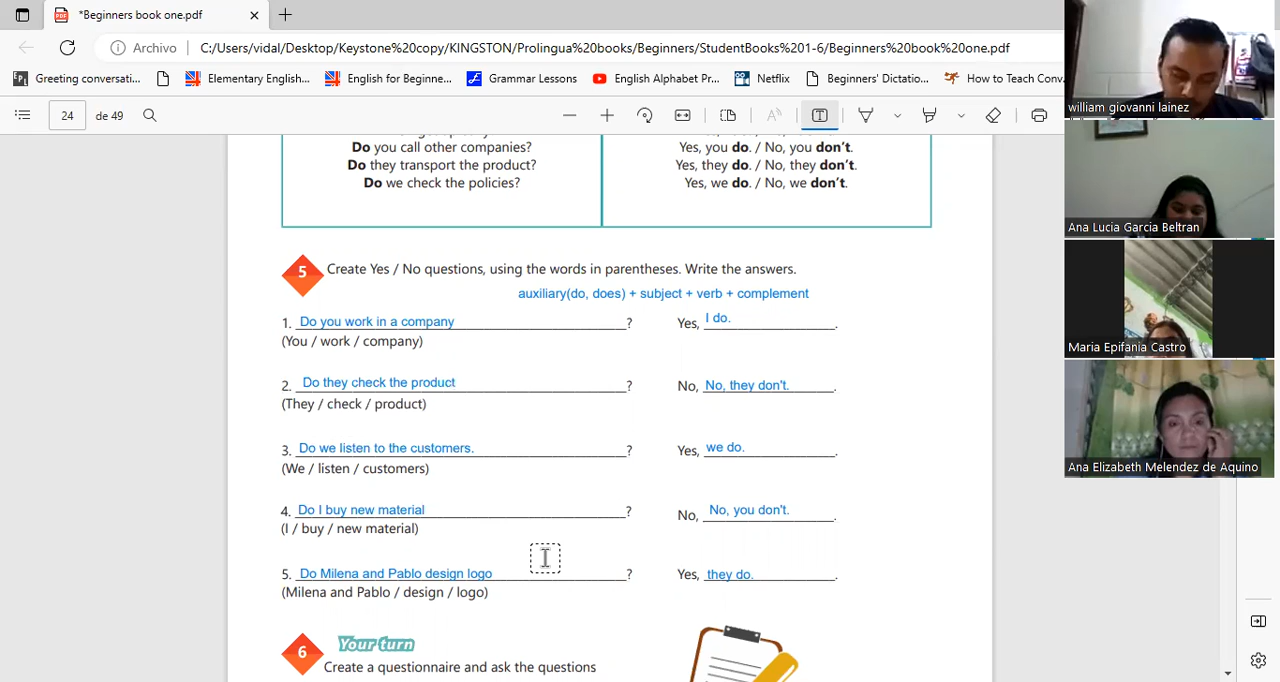 *Beginners book one.pdf
Archivo
C:/Users/vidal/Desktop/Keystone%20copy/KINGSTON/Prolingua%20books/Beginners/StudentBooks%201-6/Beginners%20book%20one.pdf
Greeting conversati...
Elementary English...
English for Beginne...
Grammar Lessons
English Alphabet Pr...
Netflix
Beginners' Dictatio...
How to Teach Conv
24
de 49
Do you call other companies?
Yes, you do. / No, you don't.
Do they transport the product?
Yes, they do. / No, they don't.
Do we check the policies?
Yes, we do. / No, we don't.
5
Create Yes / No questions, using the words in parentheses. Write the answers.
auxiliary(do, does) + subject + verb + complement
1. Do you work in a company ?
Yes, I do. .
(You / work / company)
2. Do they check the product ?
No, No, they don't. .
(They / check / product)
3. Do we listen to the customers. ?
Yes, we do. .
(We / listen / customers)
4. Do I buy new material ?
No, No, you don't. .
(I / buy / new material)
5. Do Milena and Pablo design logo ?
Yes, they do. .
(Milena and Pablo / design / logo)
6
Your turn
Create a questionnaire and ask the questions
william giovanni lainez
Ana Lucia Garcia Beltran
Maria Epifania Castro
Ana Elizabeth Melendez de Aquino